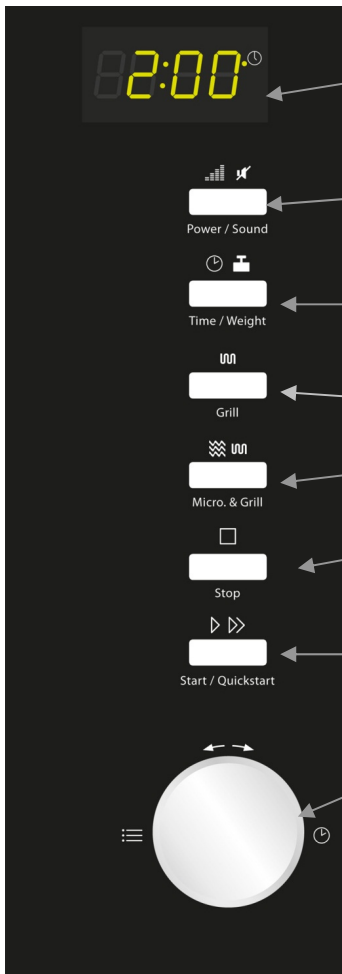 2:00
Power / Sound
Time / Weight
Grill
Micro. & Grill
Stop
Start / Quickstart